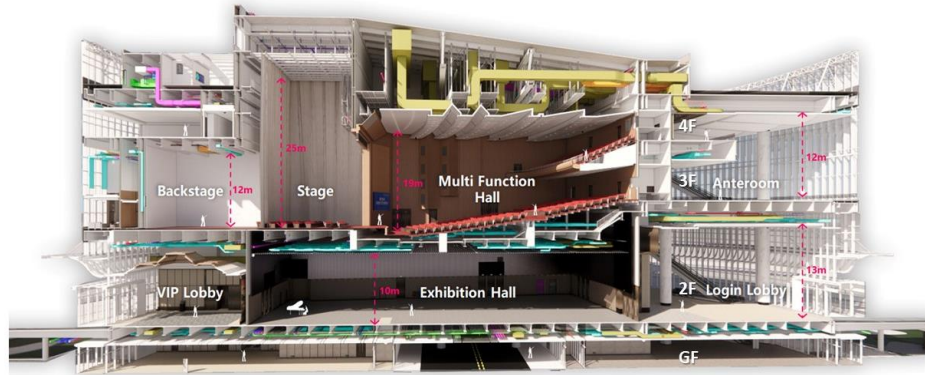 4F
25m
19m
12m
12m
Backstage
Stage
Multi Function
Hall
3F
Anteroom
13m
10m
VIP Lobby
Exhibition Hall
2F
Login Lobby
GF